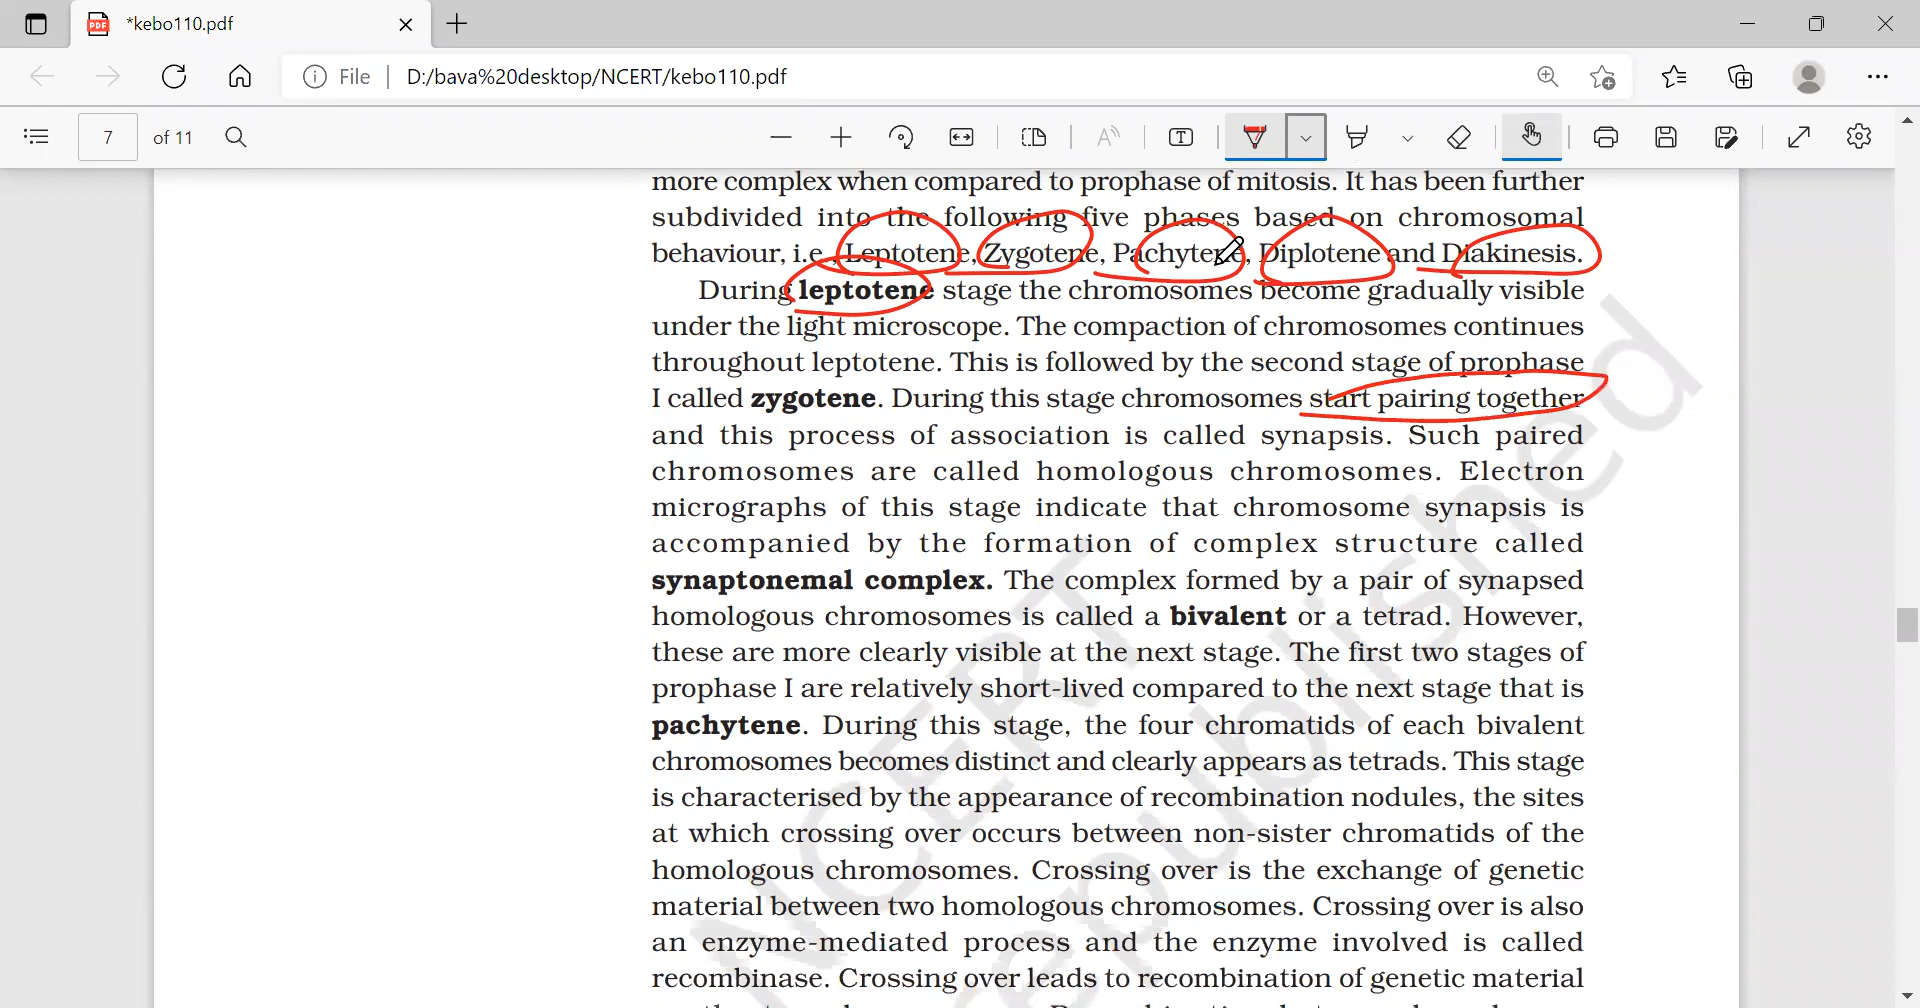 *kebo110.pdf
File D:/bava%20desktop/NCERT/kebo110.pdf
7 of 11
more complex when compared to prophase of mitosis. It has been further
subdivided into the following five phases based on chromosomal
behaviour, i.e., Leptotene, Zygotene, Pachytene, Diplotene and Diakinesis.
During leptotene stage the chromosomes become gradually visible
under the light microscope. The compaction of chromosomes continues
throughout leptotene. This is followed by the second stage of prophase
I called zygotene. During this stage chromosomes start pairing together
and this process of association is called synapsis. Such paired
chromosomes are called homologous chromosomes. Electron
micrographs of this stage indicate that chromosome synapsis is
accompanied by the formation of complex structure called
synaptonemal complex. The complex formed by a pair of synapsed
homologous chromosomes is called a bivalent or a tetrad. However,
these are more clearly visible at the next stage. The first two stages of
prophase I are relatively short-lived compared to the next stage that is
pachytene. During this stage, the four chromatids of each bivalent
chromosomes becomes distinct and clearly appears as tetrads. This stage
is characterised by the appearance of recombination nodules, the sites
at which crossing over occurs between non-sister chromatids of the
homologous chromosomes. Crossing over is the exchange of genetic
material between two homologous chromosomes. Crossing over is also
an enzyme-mediated process and the enzyme involved is called
recombinase. Crossing over leads to recombination of genetic material
NCERT
republished